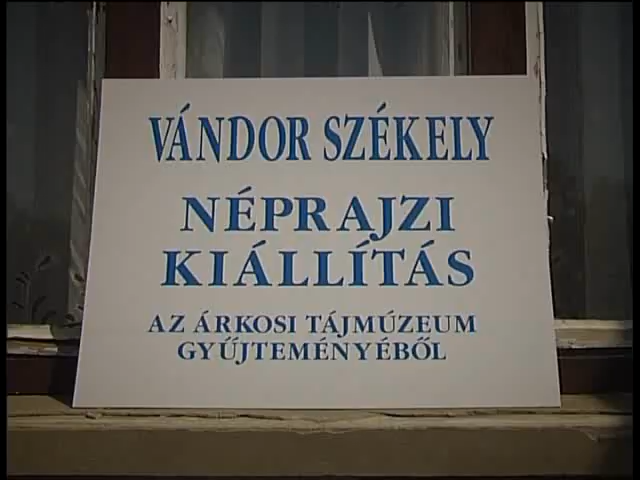 VÁNDOR SZÉKELY
NÉPRAJZI
KIÁLLÍTÁS
AZ ÁRKOSI TÁJMÚZEUM
GYŰJTEMÉNYÉBŐL